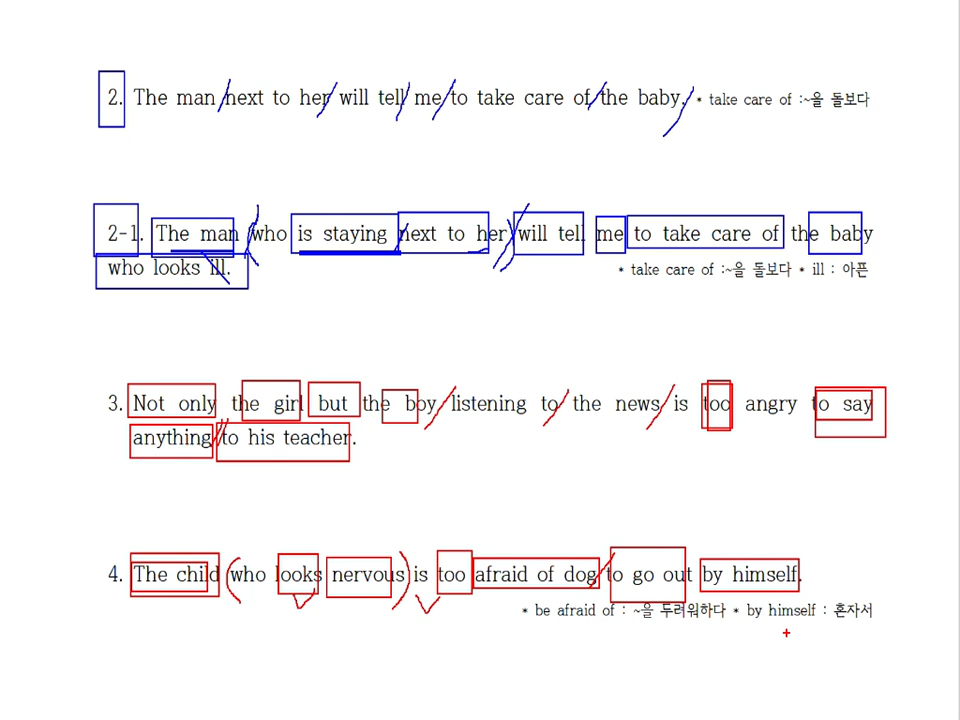 2. The man next to her will tell me to take care of the baby. * take care of :~을 돌보다
2-1. The man who is staying next to her will tell me to take care of the baby
who looks ill. * take care of :~을 돌보다 * ill : 아픈
3. Not only the girl but the boy listening to the news is too angry to say
anything to his teacher.
4. The child who looks nervous is too afraid of dog to go out by himself.
* be afraid of : ~을 두려워하다 * by himself : 혼자서